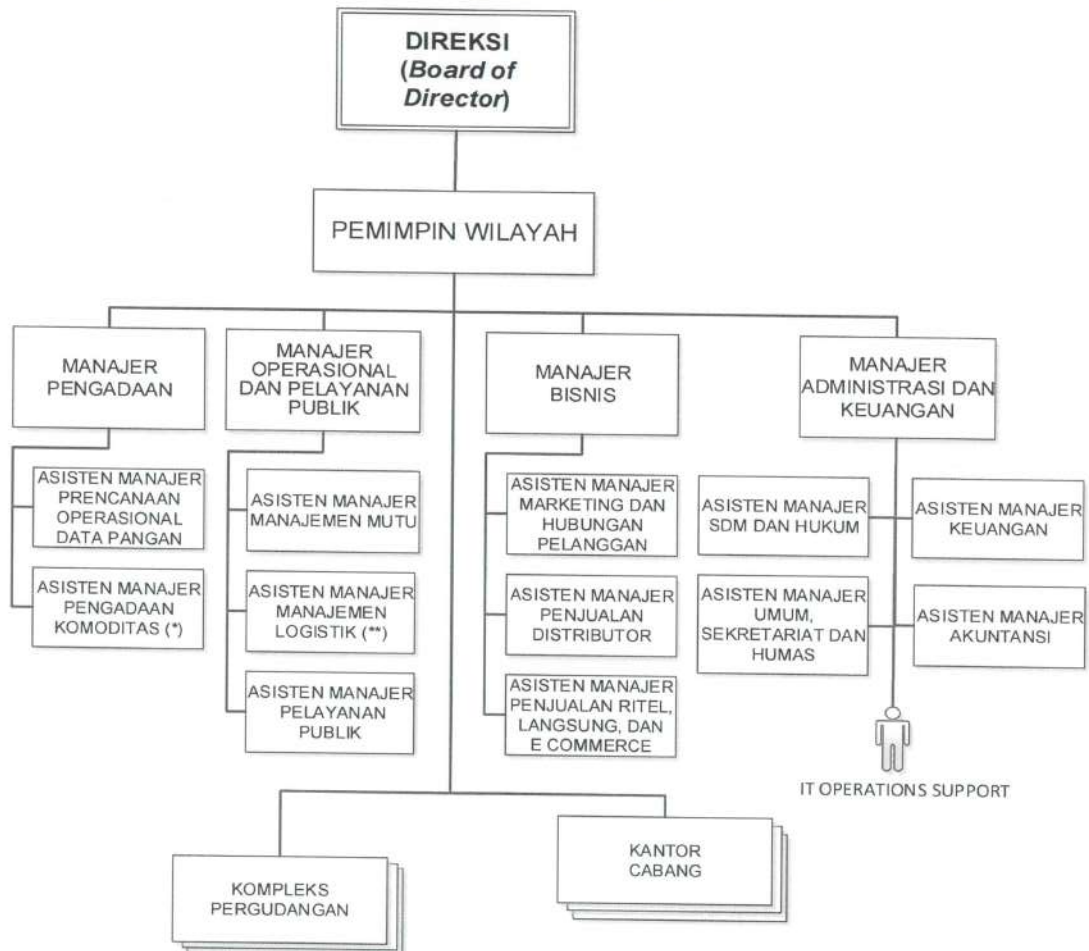 DIREKSI
(Board of
Director)
PEMIMPIN WILAYAH
MANAJER
PENGADAAN
MANAJER
OPERASIONAL
DAN PELAYANAN
PUBLIK
MANAJER
BISNIS
MANAJER
ADMINISTRASI DAN
KEUANGAN
ASISTEN MANAJER
PRENCANAAN
OPERASIONAL
DATA PANGAN
ASISTEN MANAJER
PENGADAAN
KOMODITAS (*)
ASISTEN MANAJER
MANAJEMEN MUTU
ASISTEN MANAJER
MANAJEMEN
LOGISTIK (**)
ASISTEN MANAJER
PELAYANAN
PUBLIK
ASISTEN MANAJER
MARKETING DAN
HUBUNGAN
PELANGGAN
ASISTEN MANAJER
PENJUALAN
DISTRIBUTOR
ASISTEN MANAJER
PENJUALAN RITEL,
LANGSUNG, DAN
E COMMERCE
ASISTEN MANAJER
SDM DAN HUKUM
ASISTEN MANAJER
UMUM,
SEKRETARIAT DAN
HUMAS
ASISTEN MANAJER
KEUANGAN
ASISTEN MANAJER
AKUNTANSI
IT OPERATIONS SUPPORT
KOMPLEKS
PERGUDANGAN
KANTOR
CABANG